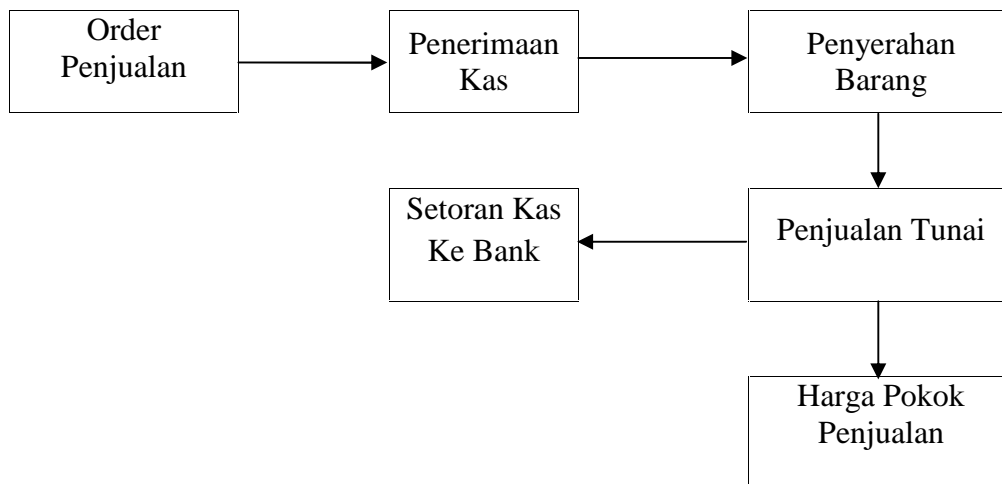 Order
Penjualan
Penerimaan
Kas
Penyerahan
Barang
Setoran Kas
Ke Bank
Penjualan Tunai
Harga Pokok
Penjualan